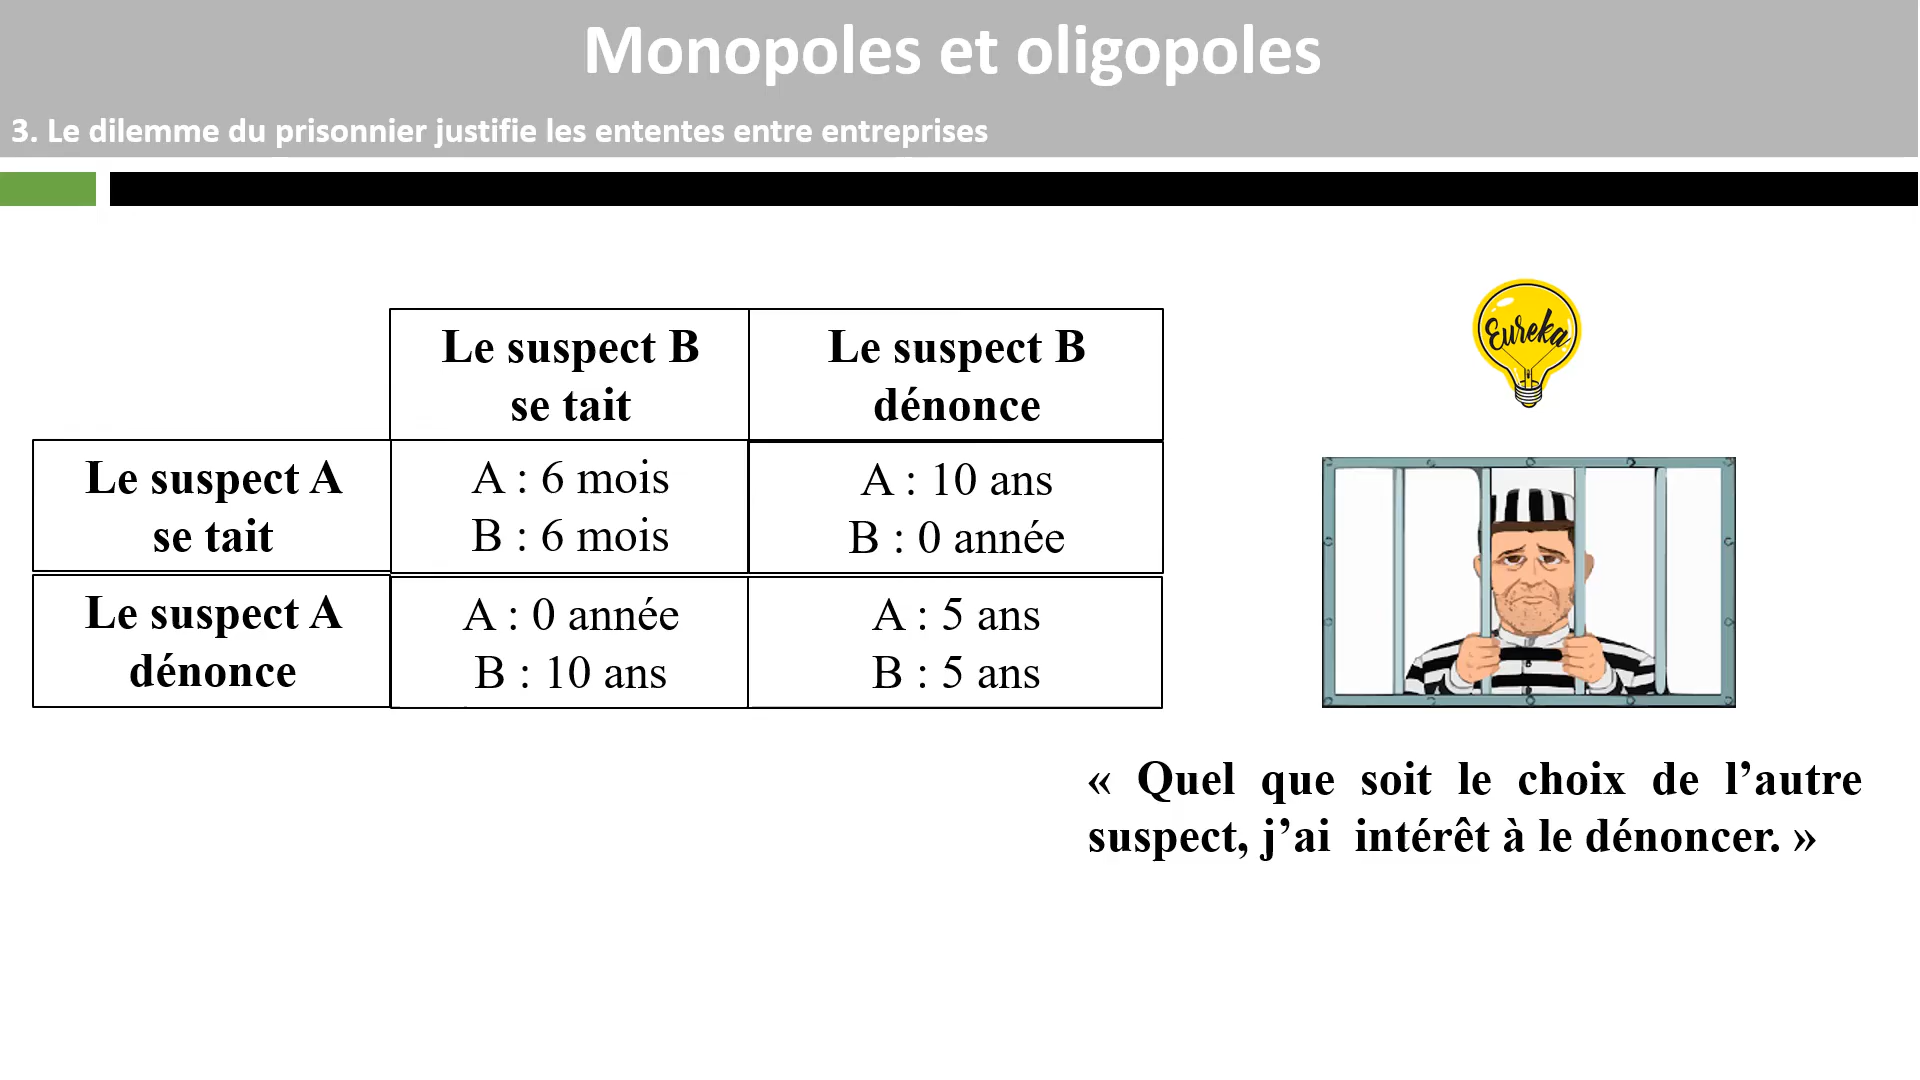 Monopoles et oligopoles
3. Le dilemme du prisonnier justifie les ententes entre entreprises
Le suspect B
se tait
Le suspect B
dénonce
Le suspect A
se tait
A : 6 mois
B : 6 mois
A : 10 ans
B : 0 année
Le suspect A
dénonce
A : 0 année
B : 10 ans
A : 5 ans
B : 5 ans
Eureka
« Quel que soit le choix de l’autre
suspect, j’ai intérêt à le dénoncer. »